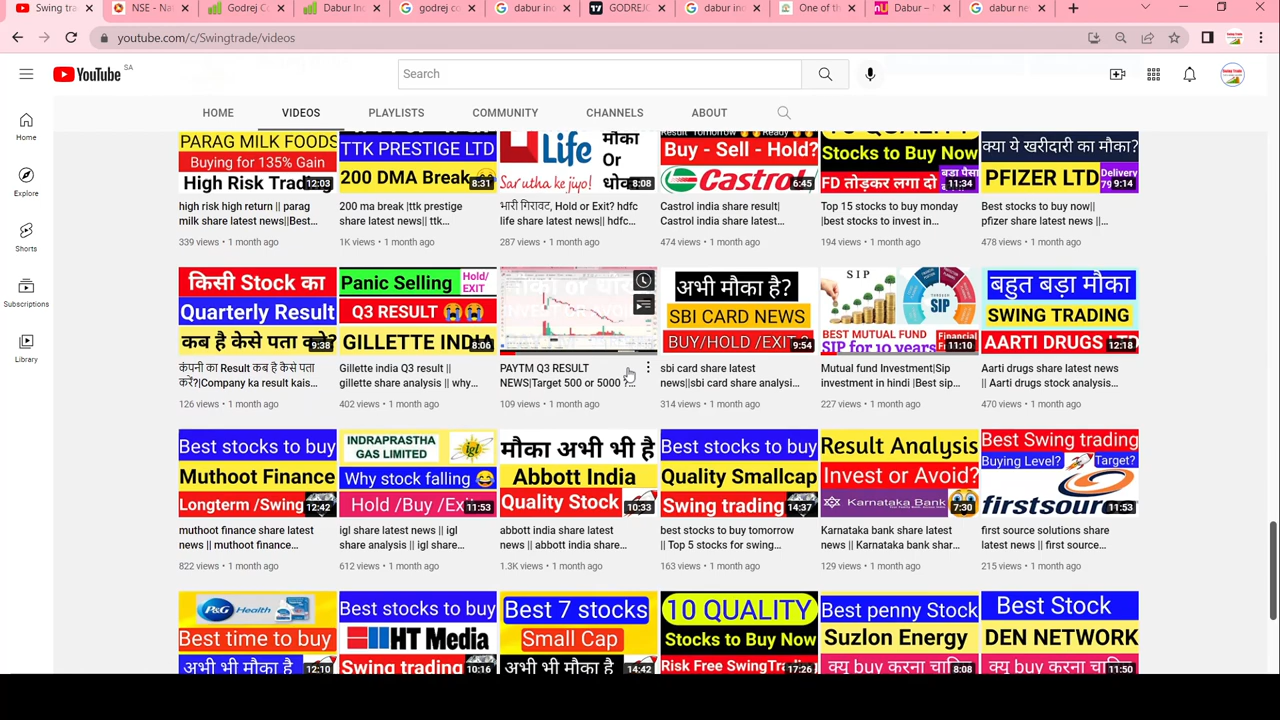 Swing tra
NSE - Na
Godrej Co
Dabur Ind
godrej co
dabur ind
GODREJC
dabur ind
One of th
Dabur – N
dabur ne
youtube.com/c/Swingtrade/videos
YouTube SA
Search
HOME
VIDEOS
PLAYLISTS
COMMUNITY
CHANNELS
ABOUT
Home
Explore
Shorts
Subscriptions
Library
PARAG MILK FOODS
Buying for 135% Gain
High Risk Trad
12:03
TTK PRESTIGE LTD
200 DMA Break
8:31
Life
मौका
Or
धोख
Sar utha ke jiyo!
8:08
Result Tomorrow Ready
Buy - Sell - Hold?
Castrol
6:45
10 QUALITY
Stocks to Buy Now
FD तोड़कर लगा दो
11:34
क्या ये खरीदारी का मौका?
PFIZER LTD
Delivery
9:14
high risk high return || parag
milk share latest news||Best...
339 views • 1 month ago
200 ma break |ttk prestige
share latest news|| ttk...
1K views • 1 month ago
भारी गिरावट, Hold or Exit? hdfc
life share latest news|| hdfc...
287 views • 1 month ago
Castrol india share result|
Castrol india share latest...
474 views • 1 month ago
Top 15 stocks to buy monday
|best stocks to invest in...
194 views • 1 month ago
Best stocks to buy now||
pfizer share latest news ||...
478 views • 1 month ago
किसी Stock का
Quarterly Result
कब है कैसे पता करें?
9:38
Panic Selling
Hold/
EXIT
Q3 RESULT
GILLETTE INDI
8:06
अभी मौका है?
SBI CARD NEWS
BUY/HOLD /EXIT ?
9:54
S I P
THROUGH
SIP
BEST MUTUAL FUND
SIP for 10 years
Financial
11:10
बहुत बड़ा मौका
SWING TRADING
AARTI DRUGS LTD
12:18
कंपनी का Result कब है कैसे पता
करें?|Company ka result kais...
126 views • 1 month ago
Gillette india Q3 result ||
gillette share analysis || why...
402 views • 1 month ago
PAYTM Q3 RESULT
NEWS|Target 500 or 5000 ?...
109 views • 1 month ago
sbi card share latest
news||sbi card share analysi...
314 views • 1 month ago
Mutual fund Investment|Sip
investment in hindi |Best sip...
227 views • 1 month ago
Aarti drugs share latest news
|| Aarti drugs stock analysis...
470 views • 1 month ago
Best stocks to buy
Muthoot Finance
Longterm /Swing
12:42
INDRAPRASTHA
GAS LIMITED
igl
Why stock falling
Hold /Buy /Exi
11:53
मौका अभी भी है
Abbott India
Quality Stock
10:33
Best stocks to buy
Quality Smallcap
Swing trading
14:37
Result Analysis
Invest or Avoid?
Karnataka Bank
7:30
Best Swing trading
Buying Level?
Target?
firstsource
11:53
muthoot finance share latest
news || muthoot finance...
822 views • 1 month ago
igl share latest news || igl
share analysis || igl share...
612 views • 1 month ago
abbott india share latest
news || abbott india share...
1.3K views • 1 month ago
best stocks to buy tomorrow
|| Top 5 stocks for swing...
163 views • 1 month ago
Karnataka bank share latest
news || Karnataka bank shar...
129 views • 1 month ago
first source solutions share
latest news || first source...
215 views • 1 month ago
P&G Health
Best time to buy
अभी भी मौका है
12:10
Best stocks to buy
HT Media
Swing trading
10:16
Best 7 stocks
Small Cap
अभी भी मौका है
14:42
10 QUALITY
Stocks to Buy Now
Risk Free SwingTra
17:26
Best penny Stock
Suzlon Energy
क्यु buy करना चाहि
8:08
Best Stock
DEN NETWORK
क्यु buy करना चाहि
11:50